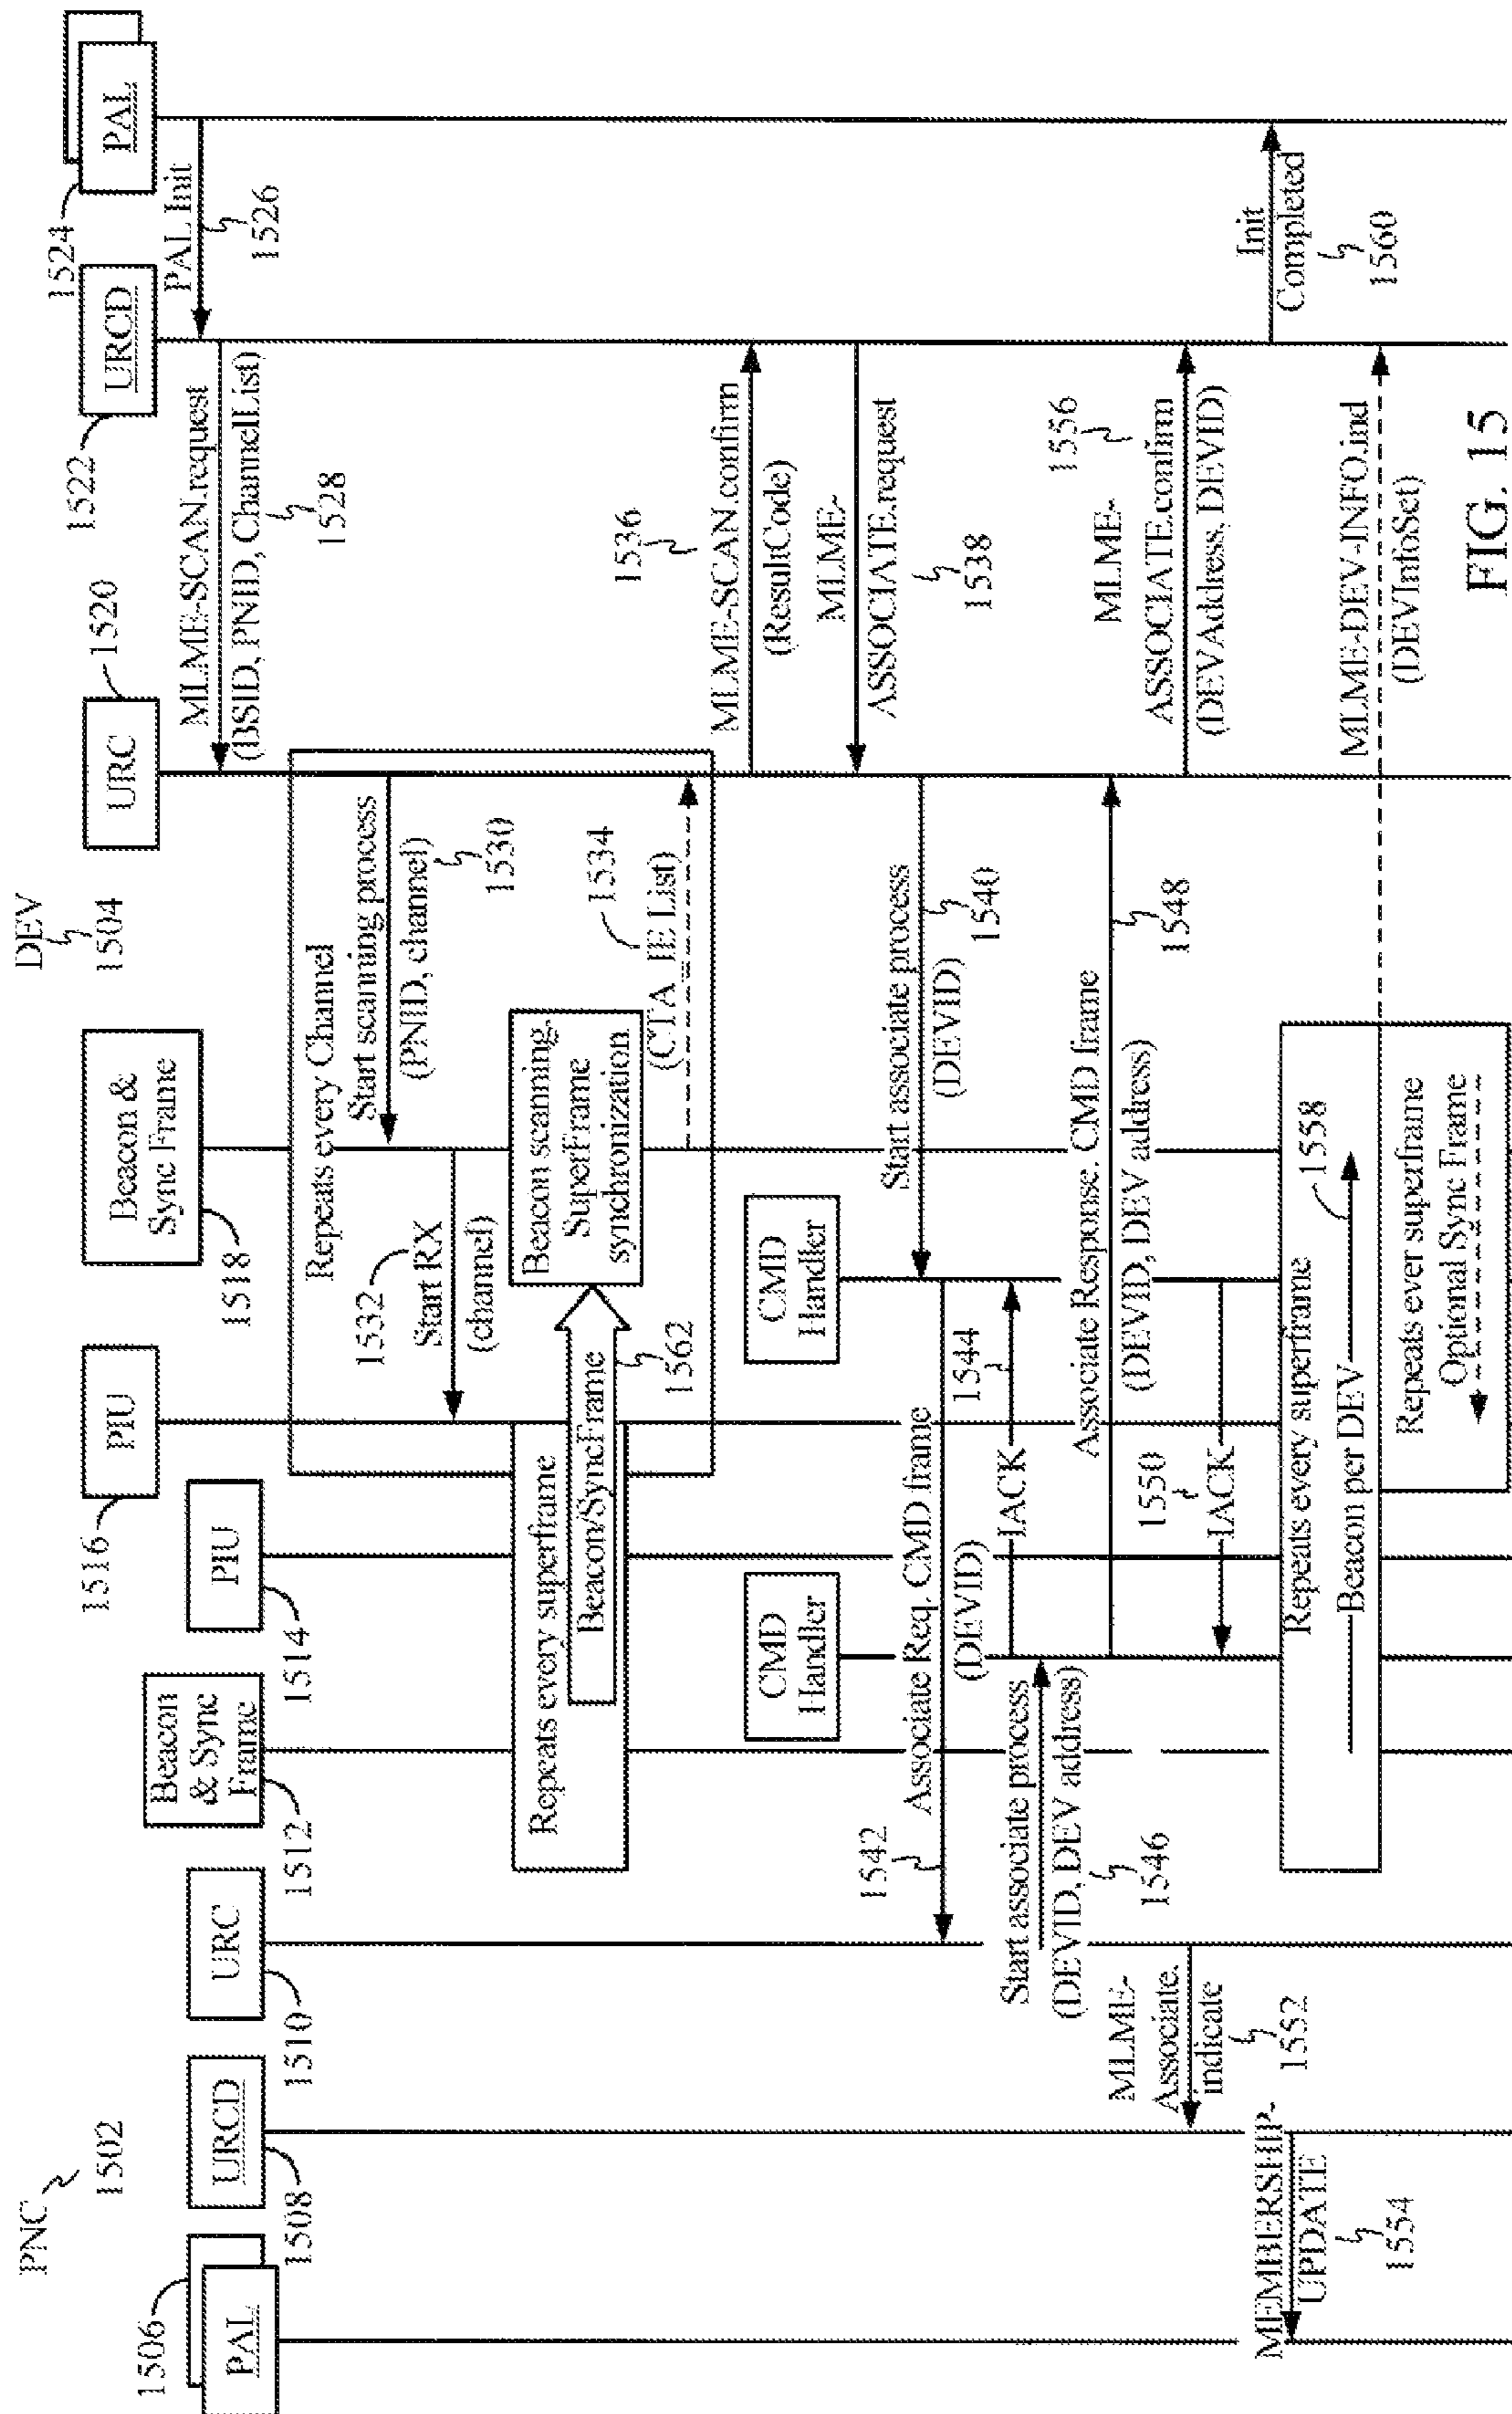 PNC
1502
DEV
1504
1506
PAL
1508
URCD
1510
URC
1512
Beacon
& Sync
Frame
1514
PIU
1516
PIU
1518
Beacon &
Sync Frame
1520
URC
1522
URCD
1524
PAL
PAL Init
1526
MLME-SCAN.request
(BSID, PNID, ChannelList)
1528
Repeats every Channel
Start scanning process
(PNID, channel)
1530
1532
Start RX
(channel)
Repeats every superframe
Beacon/SyncFrame
1562
Beacon scanning.
SuperFrame
synchronization
1534
(CTA_IE List)
1536
MLME-SCAN.confirm
(ResultCode)
MLME-
ASSOCIATE.request
1538
CMD
Handler
CMD
Handler
Start associate process
(DEVID)
1540
1542
Associate Req. CMD frame
(DEVID)
1544
IACK
Start associate process
(DEVID, DEV address)
1546
Associate Response. CMD frame
(DEVID, DEV address)
1548
1550
IACK
MLME-
Associate.
indicate
1552
1556
MLME-
ASSOCIATE.confirm
(DEVAddress, DEVID)
MEMBERSHIP-
UPDATE
1554
Init
Completed
1560
Repeats every superframe
Beacon per DEV
1558
MLME-DEV-INFO.ind
(DEVInfoSet)
Repeats ever superframe
Optional Sync Frame
FIG. 15